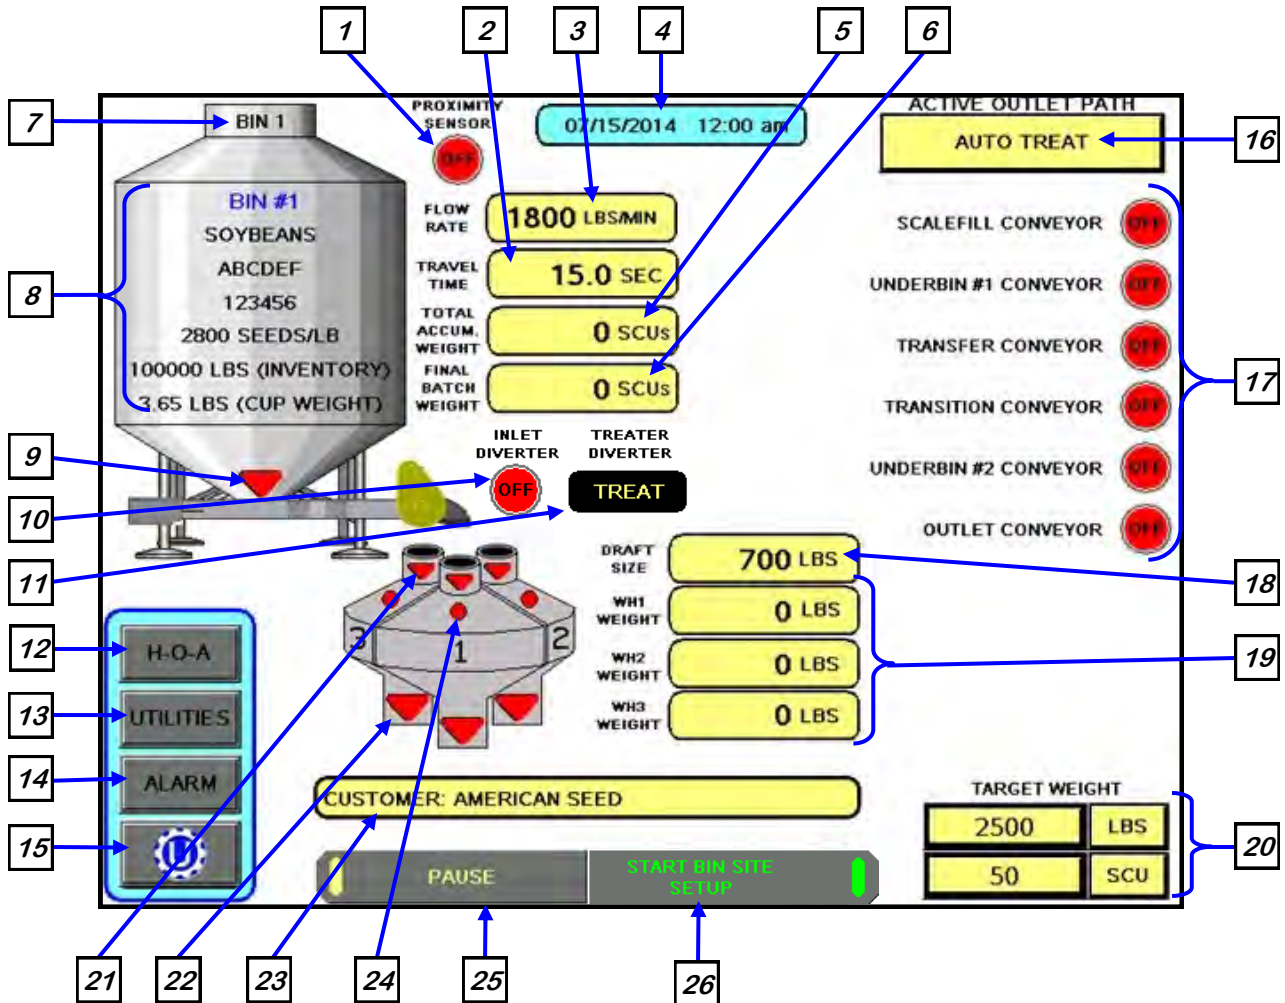 1
2
3
4
5
6
7
8
9
10
11
12
13
14
15
16
17
18
19
20
21
22
23
24
25
26
BIN 1
BIN #1
SOYBEANS
ABCDEF
123456
2800 SEEDS/LB
100000 LBS (INVENTORY)
3.65 LBS (CUP WEIGHT)
PROXIMITY
SENSOR
OFF
07/15/2014 12:00 am
FLOW
RATE
1800 LBS/MIN
TRAVEL
TIME
15.0 SEC
TOTAL
ACCUM.
WEIGHT
0 SCUs
FINAL
BATCH
WEIGHT
0 SCUs
INLET
DIVERTER
OFF
TREATER
DIVERTER
TREAT
ACTIVE OUTLET PATH
AUTO TREAT
SCALEFILL CONVEYOR
OFF
UNDERBIN #1 CONVEYOR
OFF
TRANSFER CONVEYOR
OFF
TRANSITION CONVEYOR
OFF
UNDERBIN #2 CONVEYOR
OFF
OUTLET CONVEYOR
OFF
3
1
2
DRAFT
SIZE
700 LBS
WH1
WEIGHT
0 LBS
WH2
WEIGHT
0 LBS
WH3
WEIGHT
0 LBS
H-O-A
UTILITIES
ALARM
U
CUSTOMER: AMERICAN SEED
PAUSE
START BIN SITE
SETUP
TARGET WEIGHT
2500 LBS
50 SCU